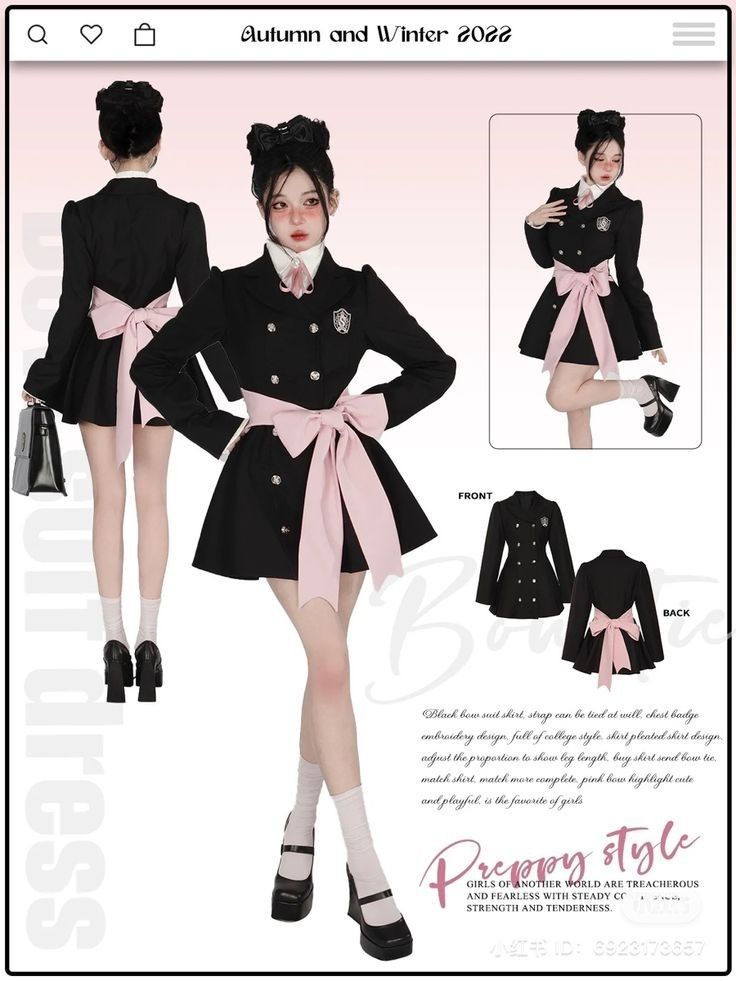 Autumn and Winter 2022
FRONT
BACK
Bow tie
suit dress
Black bow suit skirt, strap can be tied at will, chest badge
embroidery design, full of college style, skirt pleated skirt design,
adjust the proportion to show leg length, buy skirt send bow tie,
match shirt, match more complete, pink bow highlight cute
and playful, is the favorite of girls
Preppy style
GIRLS OF ANOTHER WORLD ARE TREACHEROUS
AND FEARLESS WITH STEADY
STRENGTH AND TENDERNESS.
小红书 ID: 6923173657